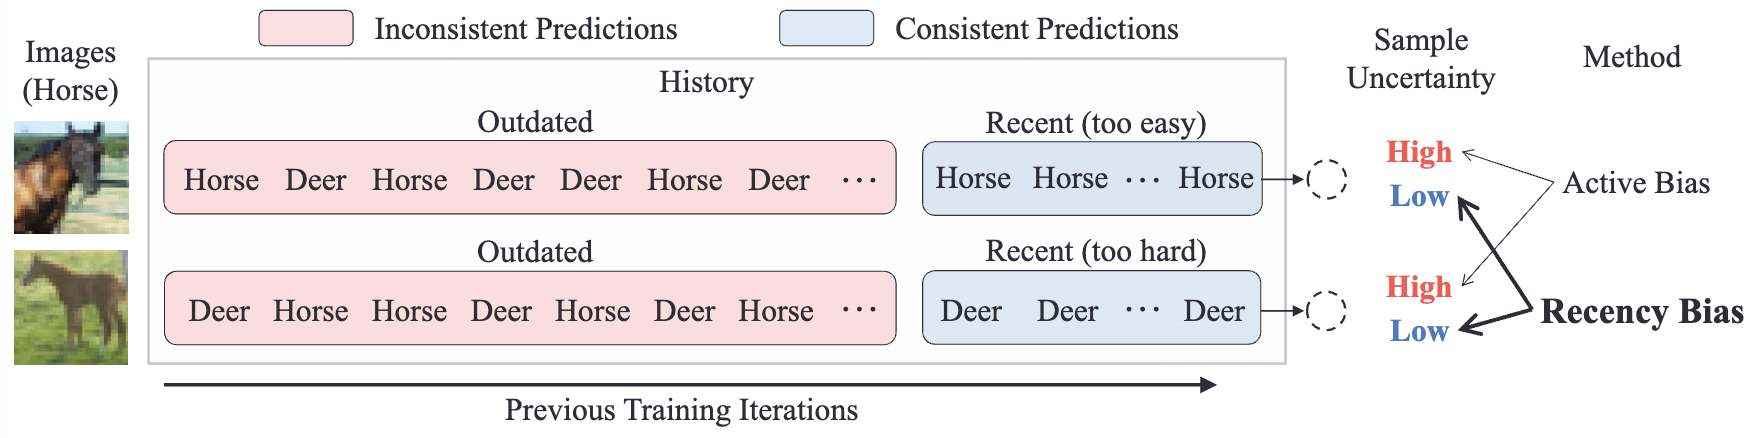 Inconsistent Predictions
Consistent Predictions
Images
(Horse)
History
Sample
Uncertainty
Method
Outdated
Recent (too easy)
Horse Deer Horse Deer Deer Horse Deer ···
Horse Horse ··· Horse
High
Low
Active Bias
Outdated
Recent (too hard)
Deer Horse Horse Deer Horse Deer Horse ···
Deer Deer ··· Deer
High
Low
Recency Bias
Previous Training Iterations